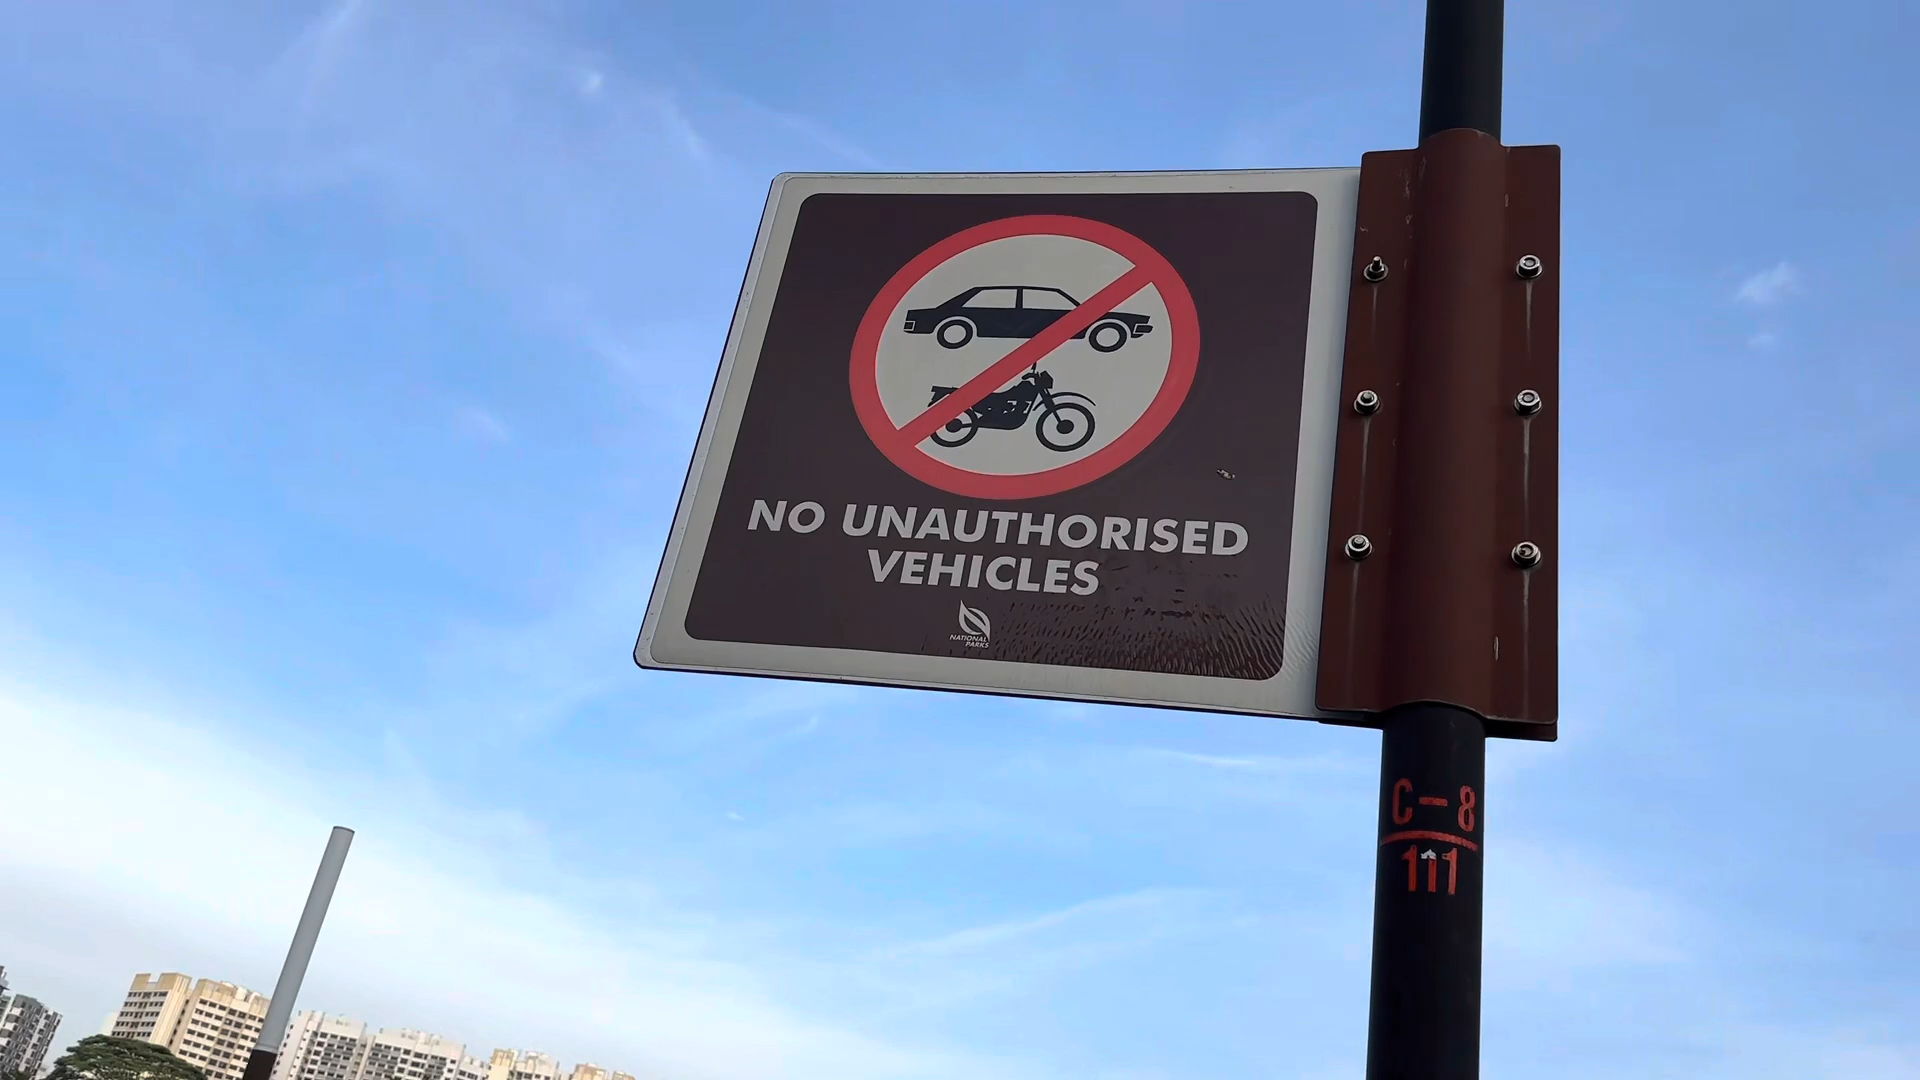 NO UNAUTHORISED
VEHICLES
NATIONAL
PARKS
C-8
111